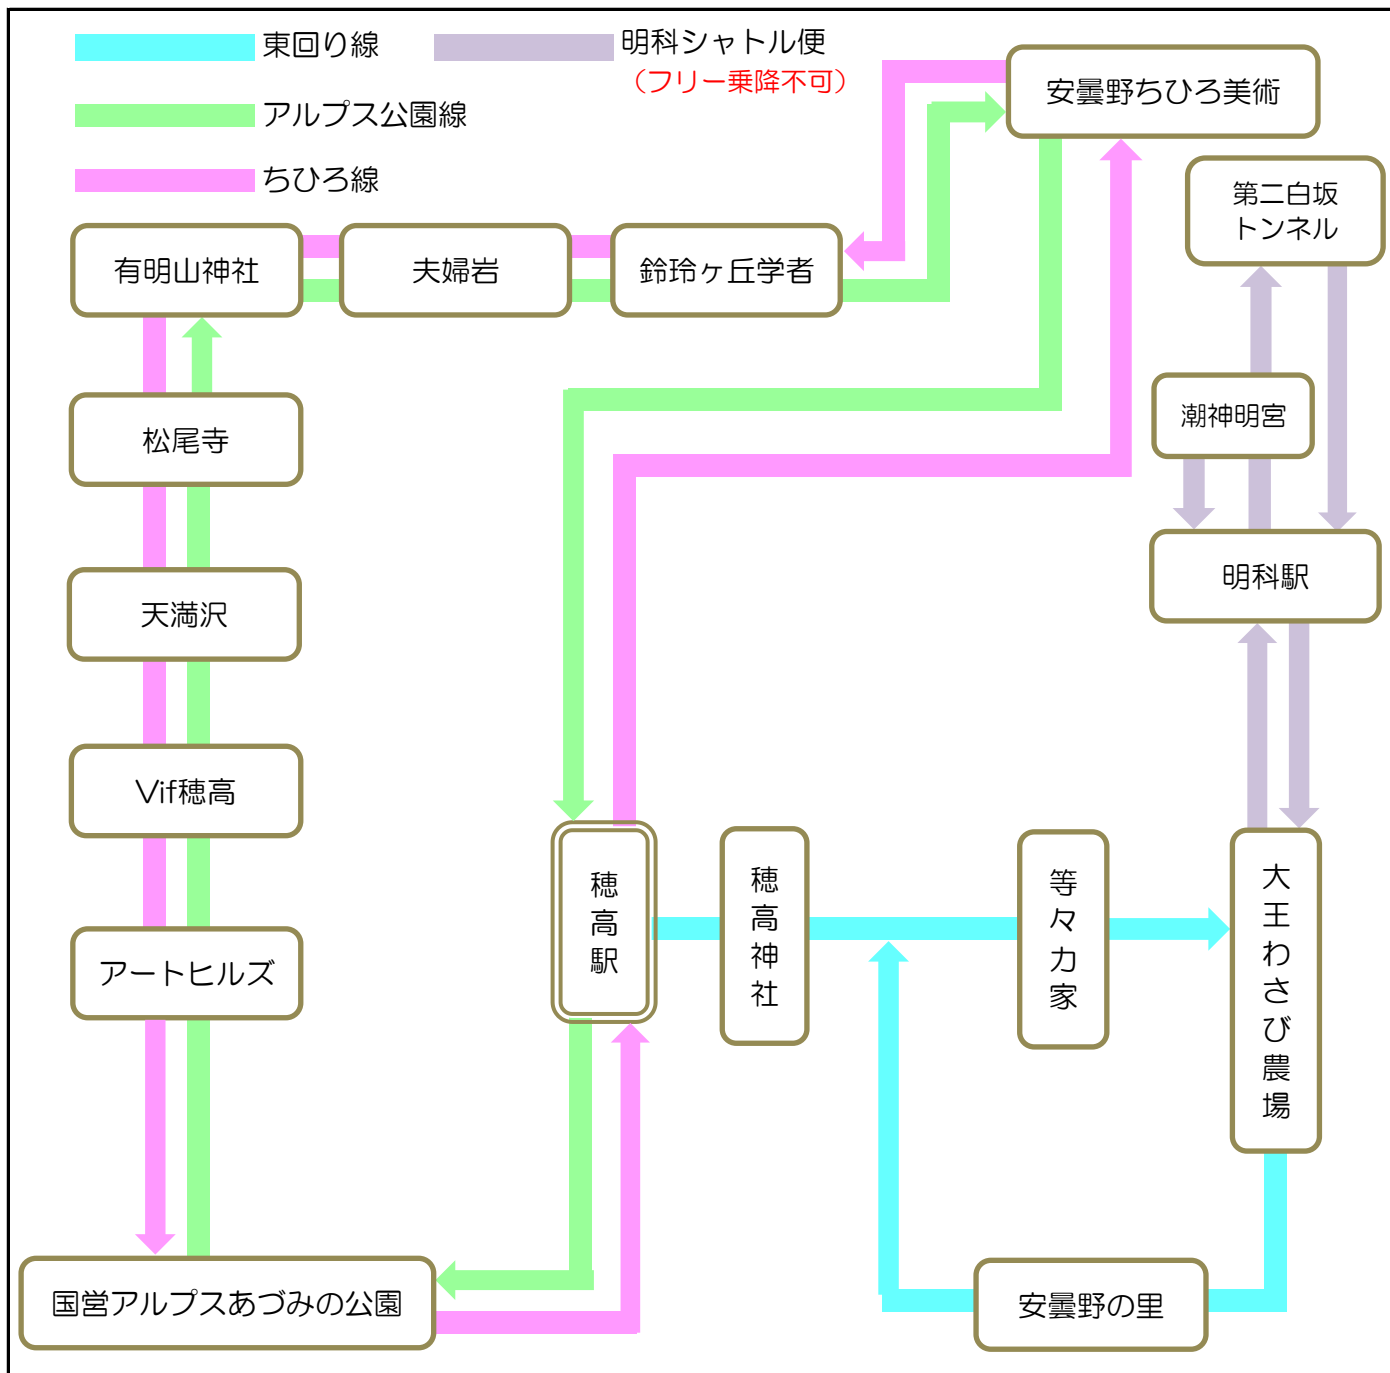 東回り線
明科シャトル便
（フリー乗降不可）
アルプス公園線
ちひろ線
安曇野ちひろ美術
第二白坂
トンネル
有明山神社
夫婦岩
鈴玲ヶ丘学者
潮神明宮
松尾寺
明科駅
天満沢
Vif穂高
穂高駅
穂高神社
等々力家
大王わさび農場
アートヒルズ
国営アルプスあづみの公園
安曇野の里